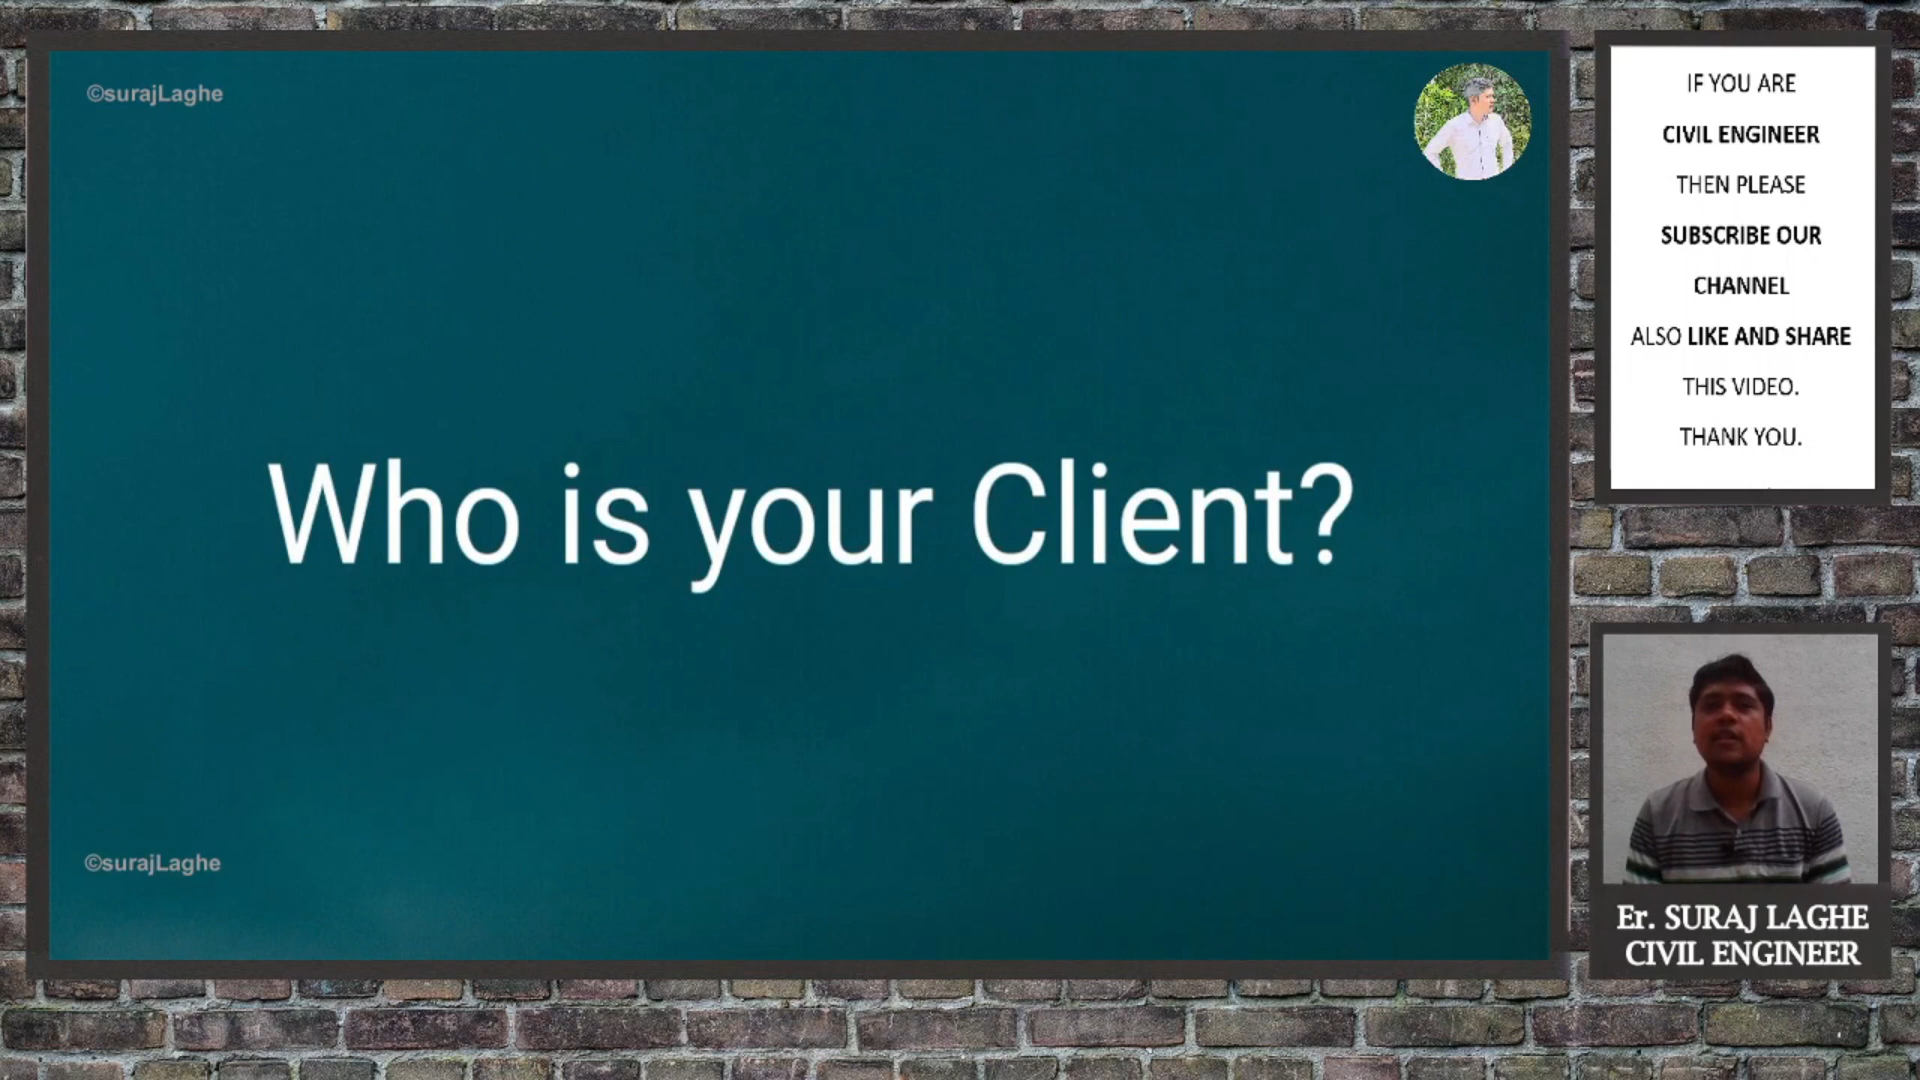 ©surajLaghe
Who is your Client?
©surajLaghe
IF YOU ARE
CIVIL ENGINEER
THEN PLEASE
SUBSCRIBE OUR
CHANNEL
ALSO LIKE AND SHARE
THIS VIDEO.
THANK YOU.
Er. SURAJ LAGHE
CIVIL ENGINEER